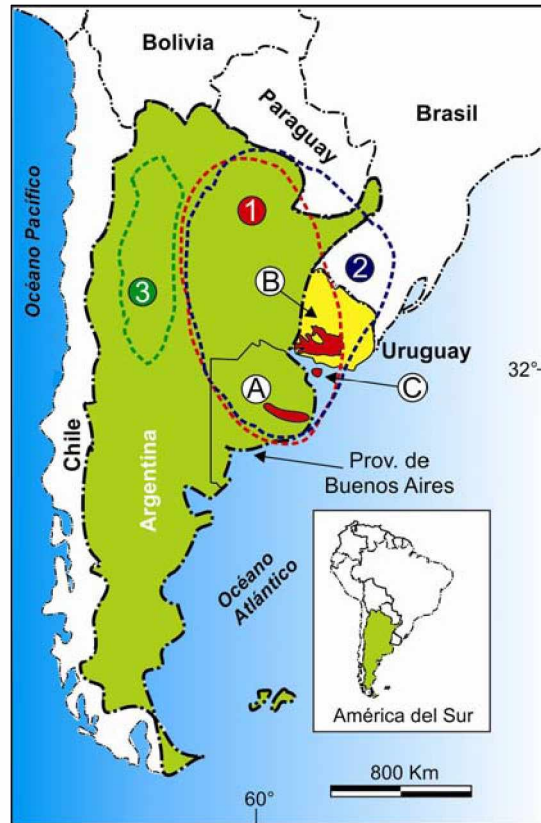 Bolivia
Paraguay
Brasil
Océano Pacífico
1
2
3
B
Uruguay
32°
A
C
Chile
Argentina
Prov. de
Buenos Aires
Océano
Atlántico
América del Sur
800 Km
60°